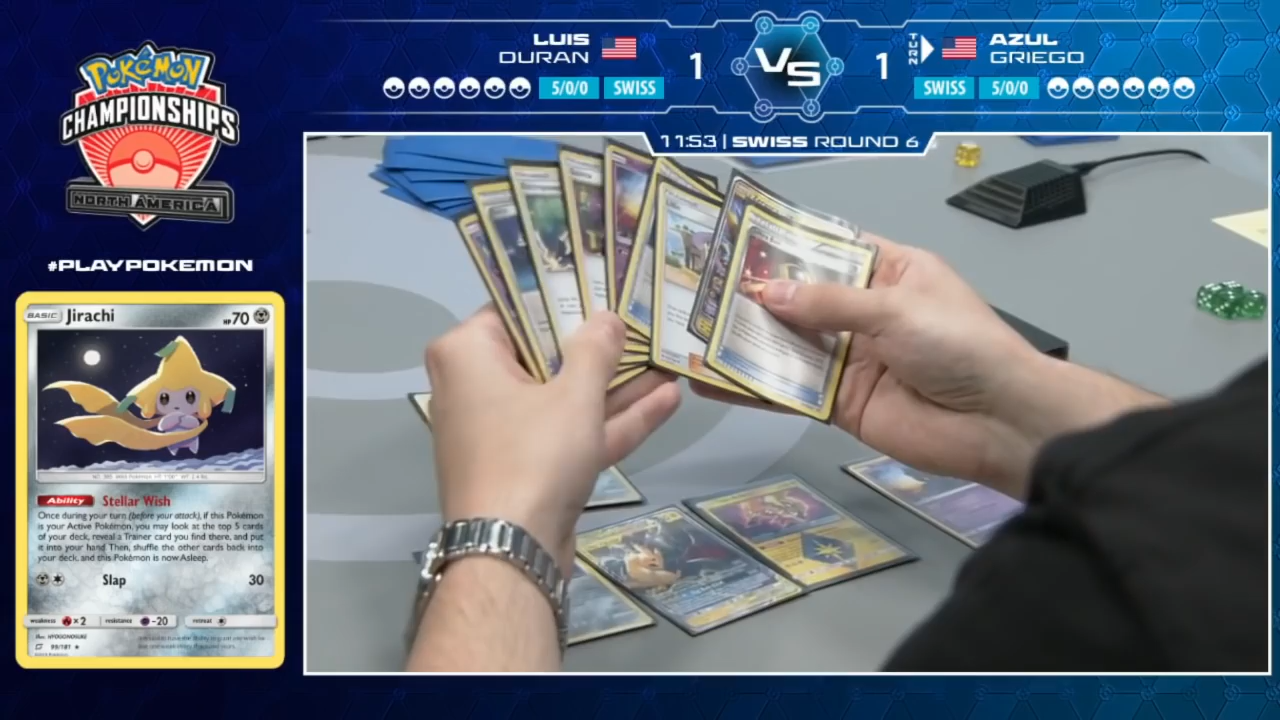 POKÉMON
CHAMPIONSHIPS
NORTH AMERICA
#PLAYPOKEMON
LUIS
DURAN
1
5/0/0
SWISS
VS
1
TURN
AZUL
GRIEGO
SWISS
5/0/0
11:53 | SWISS ROUND 6
BASIC Jirachi HP70
Ability Stellar Wish
Once during your turn (before your attack), if this Pokémon
is your Active Pokémon, you may look at the top 5 cards
of your deck, reveal a Trainer card you find there, and put
it into your hand. Then, shuffle the other cards back into
your deck, and this Pokémon is now Asleep.
Slap 30
weakness ×2 resistance -20 retreat
99/181